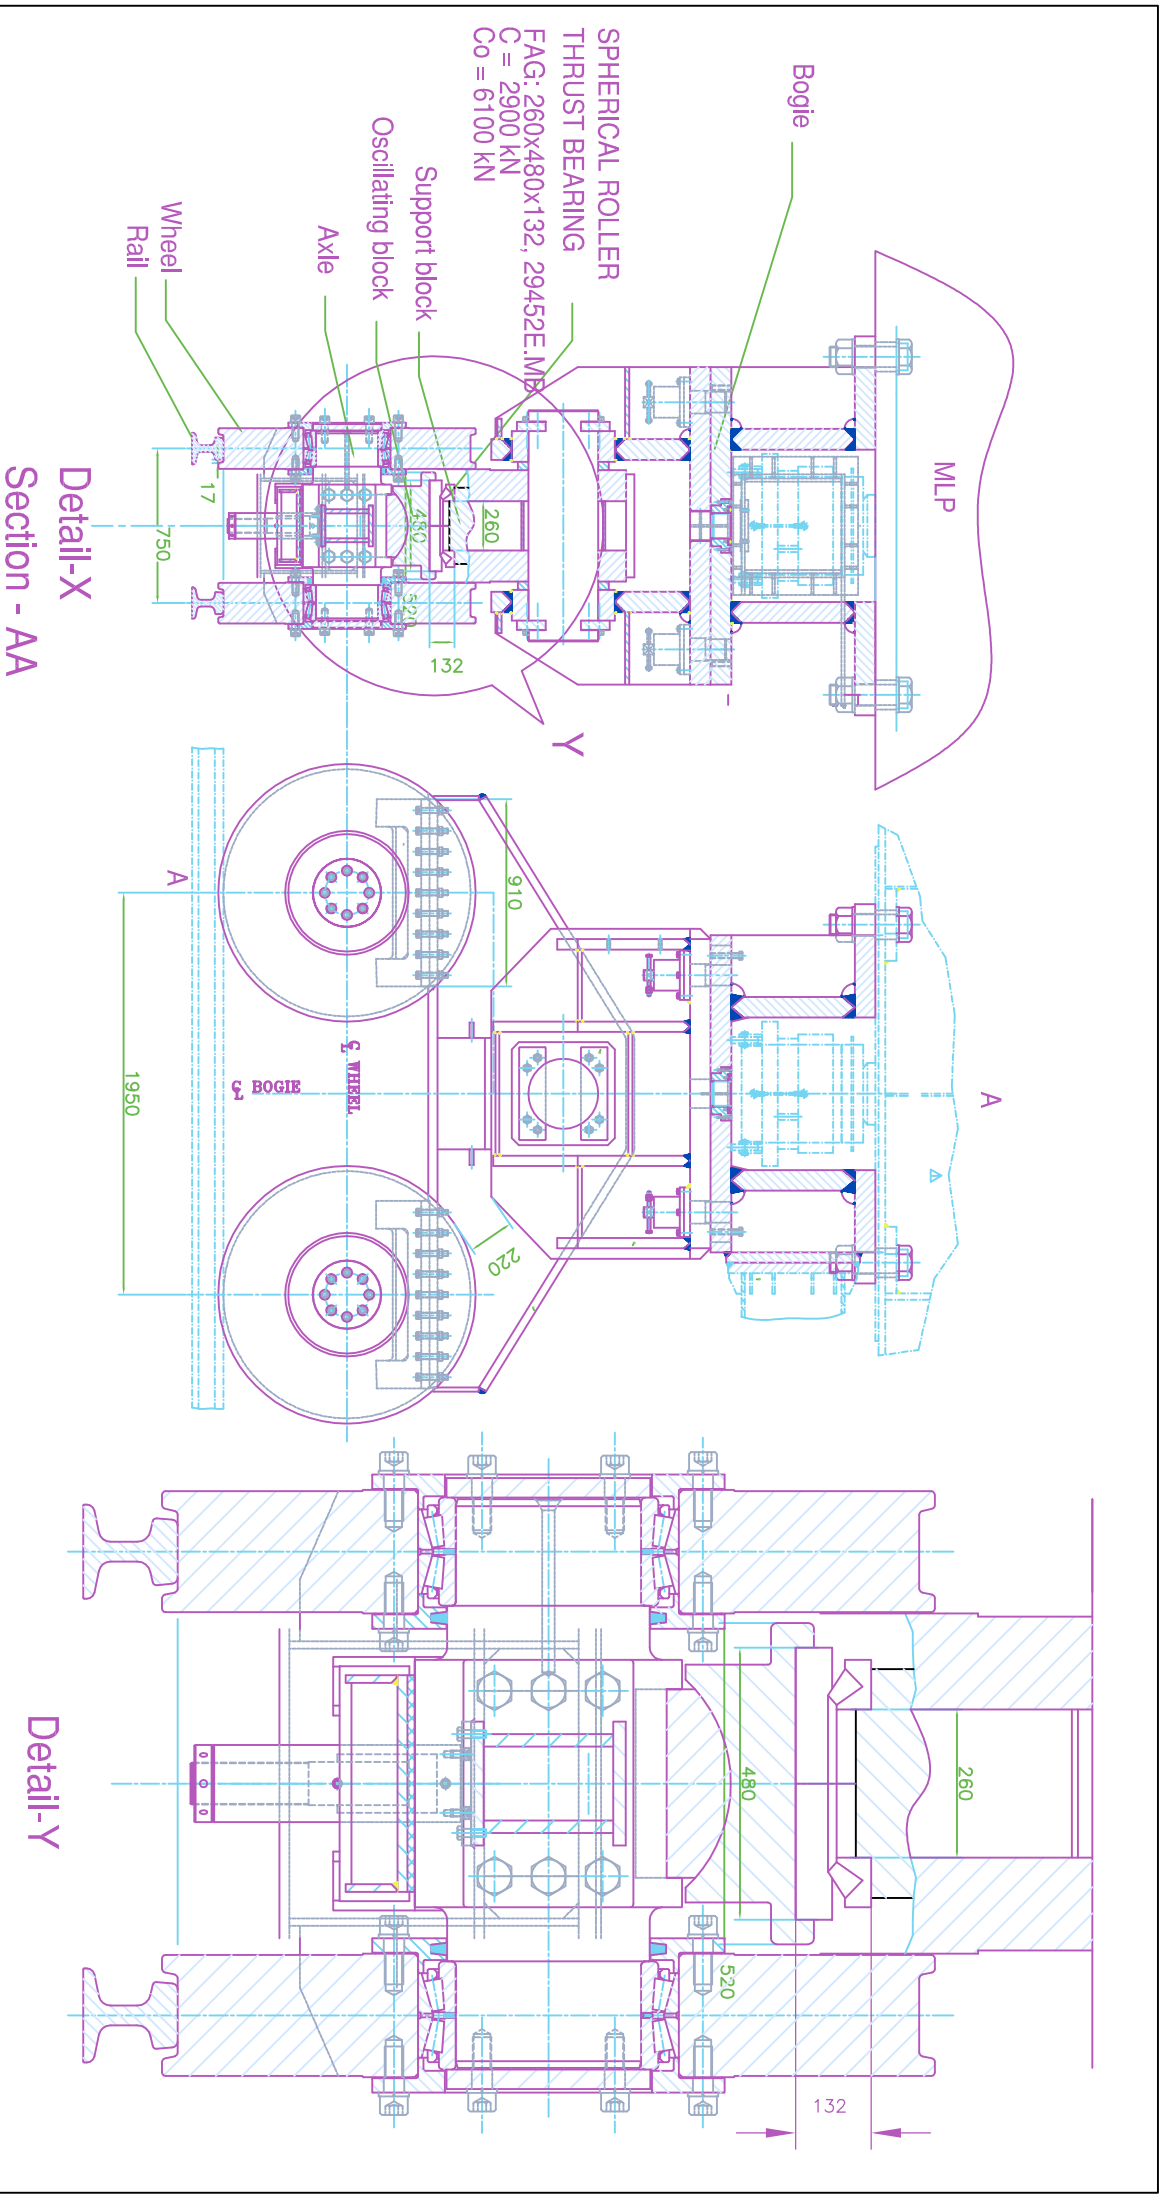 SPHERICAL ROLLER
THRUST BEARING
FAG: 260x480x132, 29452E.MB
C = 2900 kN
Co = 6100 kN
Bogie
Support block
Oscillating block
Axle
Wheel
Rail
MLP
17
750
480
260
520
132
Y
Detail-X
Section - AA
A
A
910
220
1950
℄ WHEEL
℄ BOGIE
260
480
520
132
Detail-Y